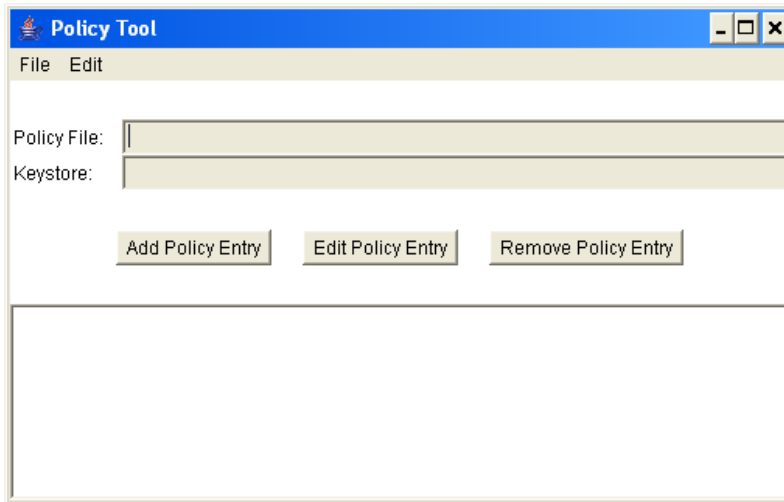 Policy Tool
File Edit
Policy File:
Keystore:
Add Policy Entry Edit Policy Entry Remove Policy Entry